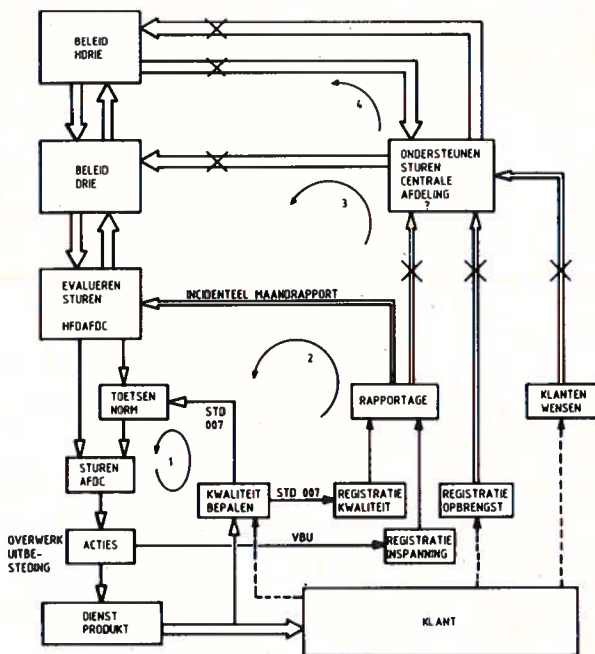 BELEID
HDRIE
4
BELEID
DRIE
ONDERSTEUNEN
STUREN
CENTRALE
AFDELING
?
3
EVALUEREN
STUREN
HFDAFDC
INCIDENTEEL MAANDRAPPORT
2
TOETSEN
NORM
STD
007
RAPPORTAGE
KLANTEN
WENSEN
1
STUREN
AFDC
KWALITEIT
BEPALEN
STD 007
REGISTRATIE
KWALITEIT
REGISTRATIE
OPBRENGST
OVERWERK
UITBE-
STEDING
ACTIES
VBU
REGISTRATIE
INSPANNING
DIENST
PRODUKT
KLANT